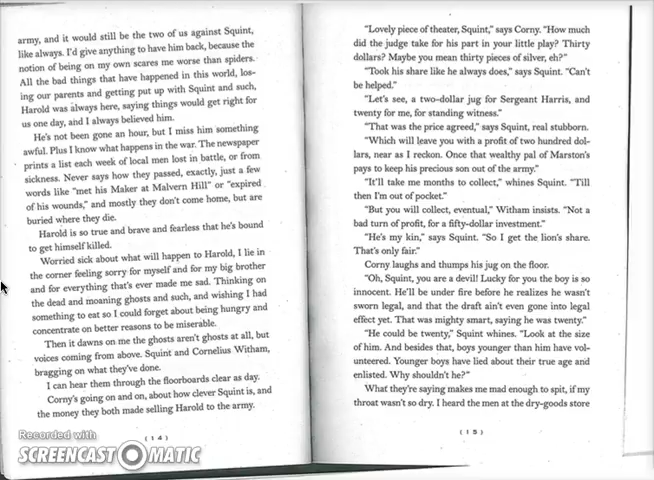 army, and it would still be the two of us against Squint,
like always. I'd give anything to have him back, because the
notion of being on my own scares me worse than spiders.
All the bad things that have happened in this world, los-
ing our parents and getting put up with Squint and such,
Harold was always here, saying things would get right for
us one day, and I always believed him.
He's not been gone an hour, but I miss him something
awful. Plus I know what happens in the war. The newspaper
prints a list each week of local men lost in battle, or from
sickness. Never says how they passed, exactly, just a few
words like "met his Maker at Malvern Hill" or "expired
of his wounds," and mostly they don't come home, but are
buried where they die.
Harold is so true and brave and fearless that he's bound
to get himself killed.
Worried sick about what will happen to Harold, I lie in
the corner feeling sorry for myself and for my big brother
and for everything that's ever made me sad. Thinking on
the dead and moaning ghosts and such, and wishing I had
something to eat so I could forget about being hungry and
concentrate on better reasons to be miserable.
Then it dawns on me the ghosts aren't ghosts at all, but
voices coming from above. Squint and Cornelius Witham,
bragging on what they've done.
I can hear them through the floorboards clear as day.
Corny's going on and on, about how clever Squint is, and
the money they both made selling Harold to the army.
(14)
"Lovely piece of theater, Squint," says Corny. "How much
did the judge take for his part in your little play? Thirty
dollars? Maybe you mean thirty pieces of silver, eh?"
"Took his share like he always does," says Squint. "Can't
be helped."
"Let's see, a two-dollar jug for Sergeant Harris, and
twenty for me, for standing witness."
"That was the price agreed," says Squint, real stubborn.
"Which will leave you with a profit of two hundred dol-
lars, near as I reckon. Once that wealthy pal of Marston's
pays to keep his precious son out of the army."
"It'll take me months to collect," whines Squint. "Till
then I'm out of pocket."
"But you will collect, eventual," Witham insists. "Not a
bad turn of profit, for a fifty-dollar investment."
"He's my kin," says Squint. "So I get the lion's share.
That's only fair."
Corny laughs and thumps his jug on the floor.
"Oh, Squint, you are a devil! Lucky for you the boy is so
innocent. He'll be under fire before he realizes he wasn't
sworn legal, and that the draft ain't even gone into legal
effect yet. That was mighty smart, saying he was twenty."
"He could be twenty," Squint whines. "Look at the size
of him. And besides that, boys younger than him have vol-
unteered. Younger boys have lied about their true age and
enlisted. Why shouldn't he?"
What they're saying makes me mad enough to spit, if my
throat wasn't so dry. I heard the men at the dry-goods store
(15)
Recorded with
SCREENCAST-O-MATIC